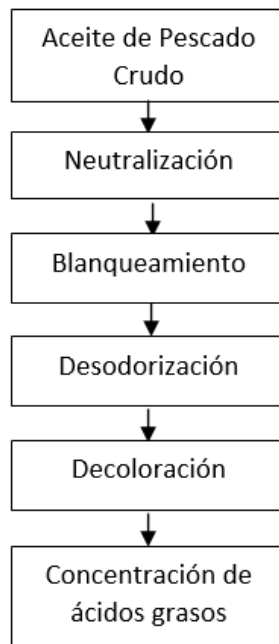 Aceite de Pescado
Crudo
Neutralización
Blanqueamiento
Desodorización
Decoloración
Concentración de
ácidos grasos